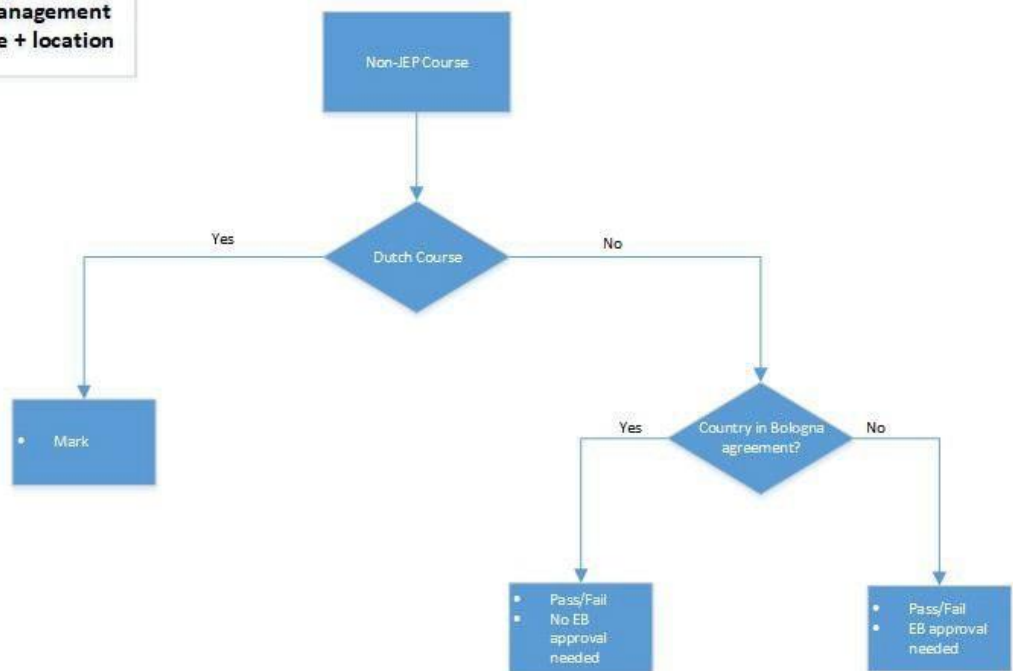 e + location
Non-JEP Course
Yes
Dutch Course
No
• Mark
Yes
Country in Bologna
agreement?
No
• Pass/Fail
• No EB
approval
needed
• Pass/Fail
• EB approval
needed